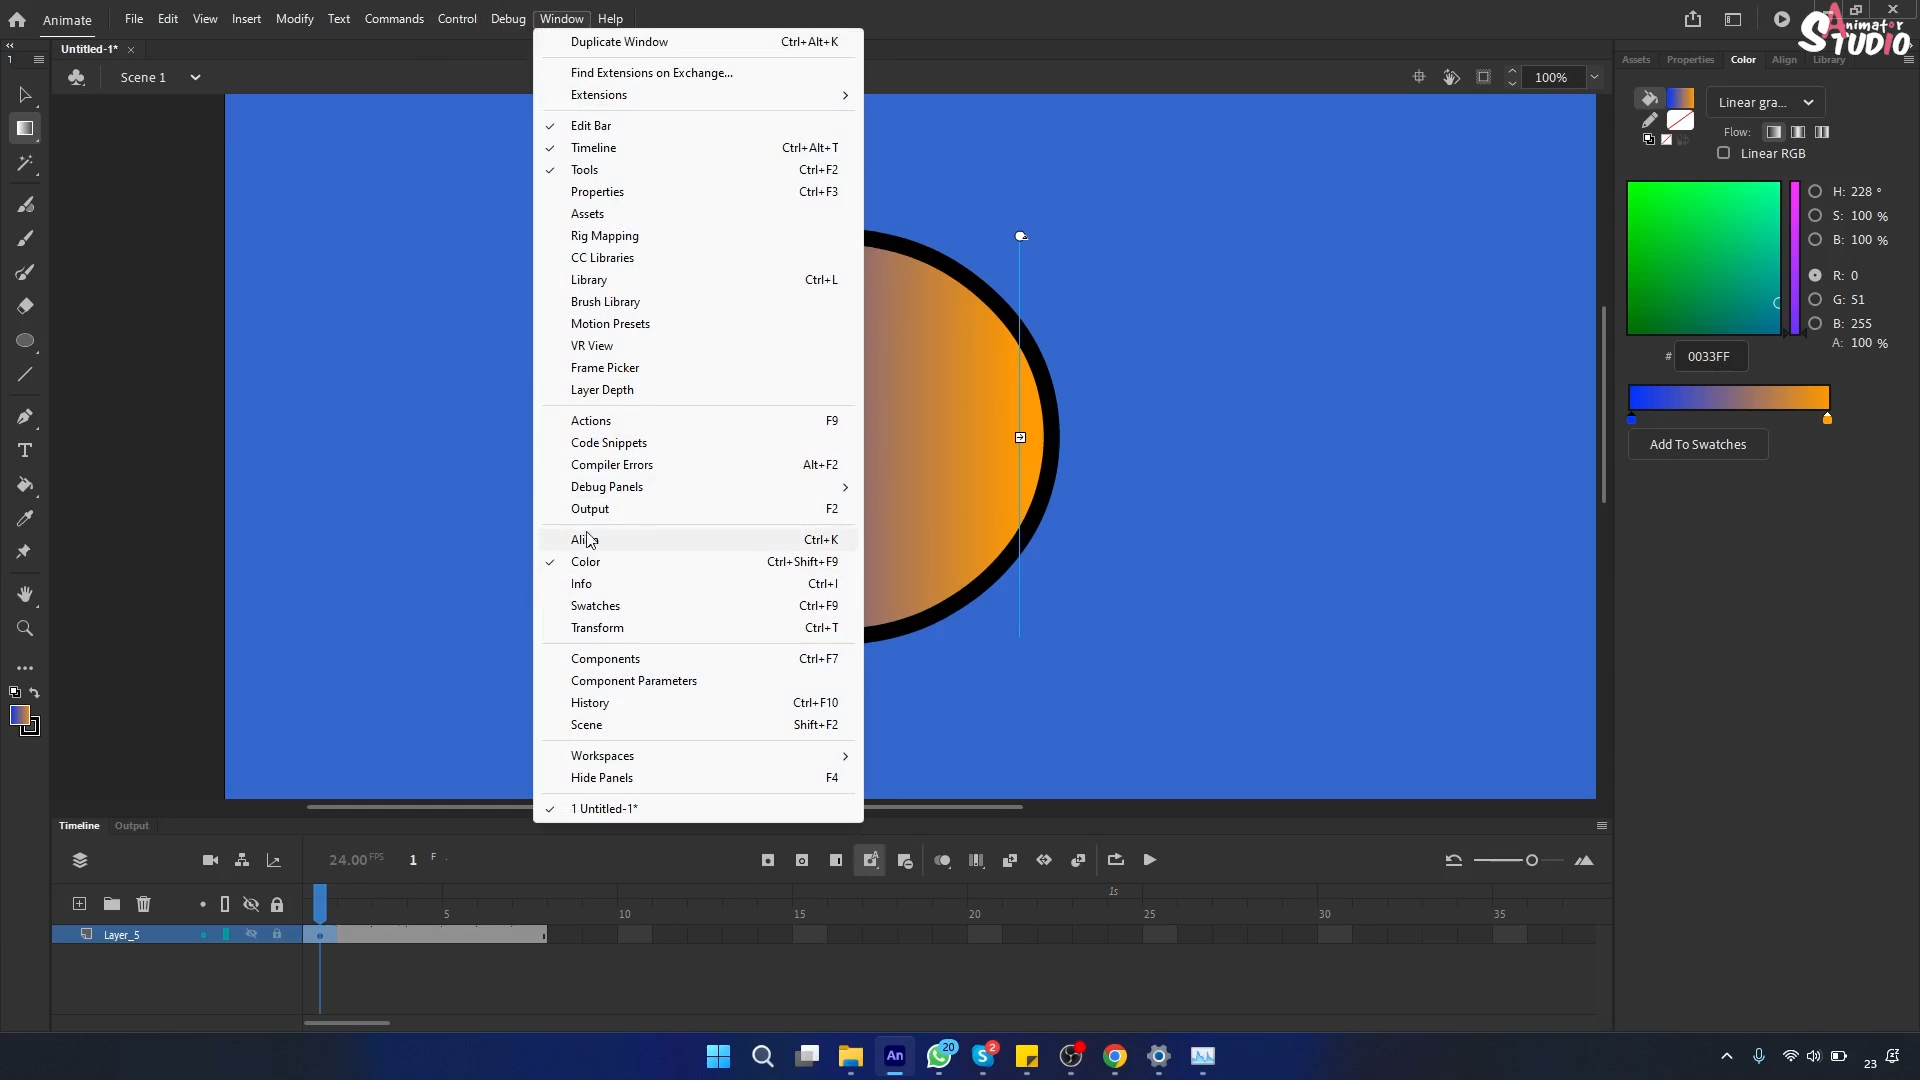 Animate
File Edit View Insert Modify Text Commands Control Debug Window Help
Animator STUDIO
Untitled-1*
1
Scene 1
100%
Duplicate Window Ctrl+Alt+K
Find Extensions on Exchange...
Extensions
Edit Bar
Timeline Ctrl+Alt+T
Tools Ctrl+F2
Properties Ctrl+F3
Assets
Rig Mapping
CC Libraries
Library Ctrl+L
Brush Library
Motion Presets
VR View
Frame Picker
Layer Depth
Actions F9
Code Snippets
Compiler Errors Alt+F2
Debug Panels
Output F2
Ctrl+K
Color Ctrl+Shift+F9
Info Ctrl+I
Swatches Ctrl+F9
Transform Ctrl+T
Components Ctrl+F7
Component Parameters
History Ctrl+F10
Scene Shift+F2
Workspaces
Hide Panels F4
1 Untitled-1*
Assets Properties Color Align Library
Linear gra...
Flow:
Linear RGB
H: 228 °
S: 100 %
B: 100 %
R: 0
G: 51
B: 255
A: 100 %
# 0033FF
Add To Swatches
Timeline Output
24.00 FPS 1 F
1s
5 10 15 20 25 30 35
Layer_5
An 20 2
23